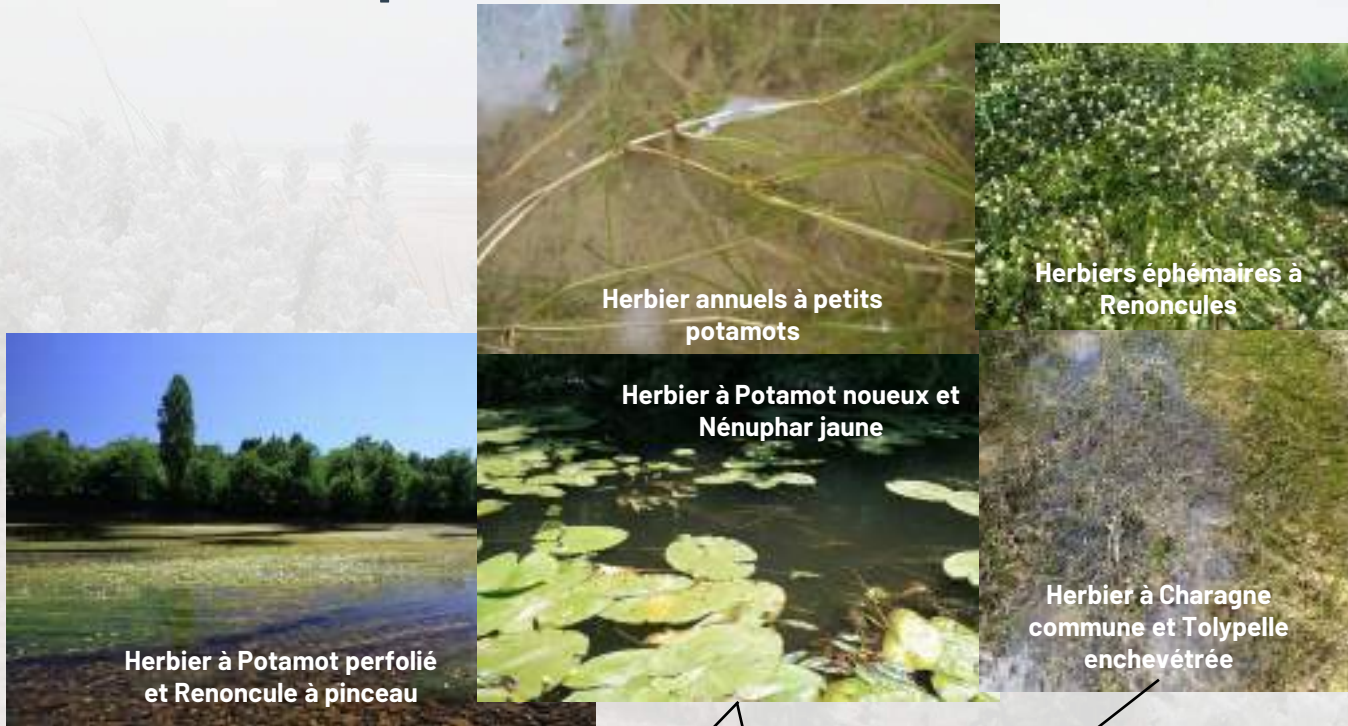 Herbier annuels à petits
potamots
Herbiers éphémaires à
Renoncules
Herbier à Potamot noueux et
Nénuphar jaune
Herbier à Charagne
commune et Tolypelle
enchevétrée
Herbier à Potamot perfolié
et Renoncule à pinceau